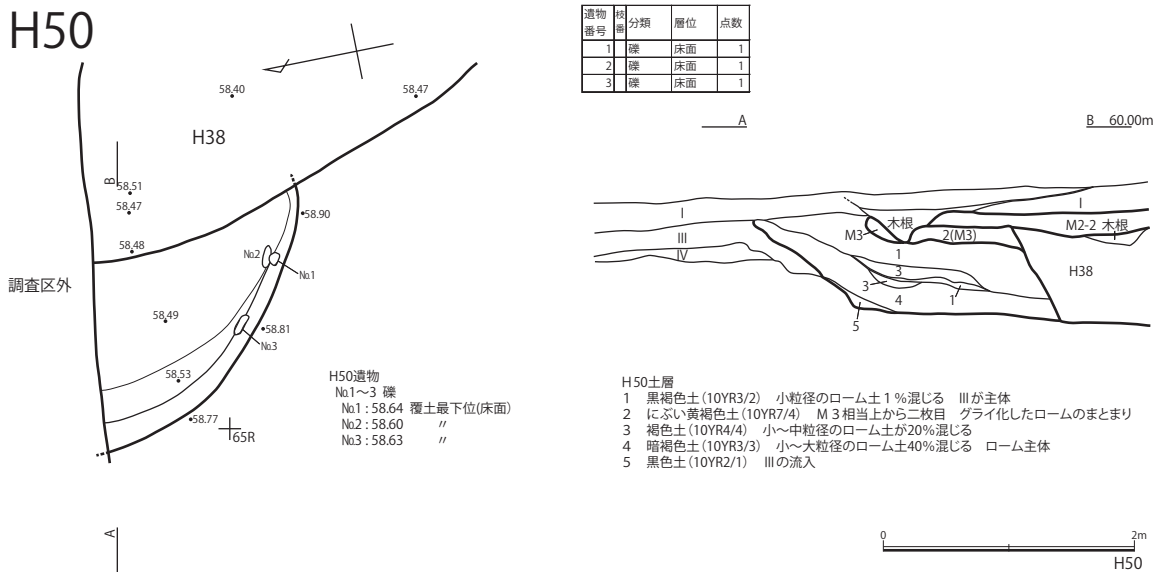 H50
58.40
58.47
H38
B
58.51
58.47
58.48
58.90
No.2
No.1
調査区外
58.49
58.81
No.3
58.53
58.77
65R
A
H50遺物
No.1～3 礫
No.1 : 58.64 覆土最下位(床面)
No.2 : 58.60 〃
No.3 : 58.63 〃
遺物番号 枝番 分類 層位 点数
1 礫 床面 1
2 礫 床面 1
3 礫 床面 1
A B 60.00m
I I
M3 木根 2(M3) M2-2 木根
III
IV
1
3
H38
3 4 1
5
H50土層
1 黒褐色土(10YR3/2) 小粒径のローム土1％混じる IIIが主体
2 にぶい黄褐色土(10YR7/4) M3相当上から二枚目 グライ化したロームのまとまり
3 褐色土(10YR4/4) 小～中粒径のローム土が20%混じる
4 暗褐色土(10YR3/3) 小～大粒径のローム土40%混じる ローム主体
5 黒色土(10YR2/1) IIIの流入
0 2m
H50